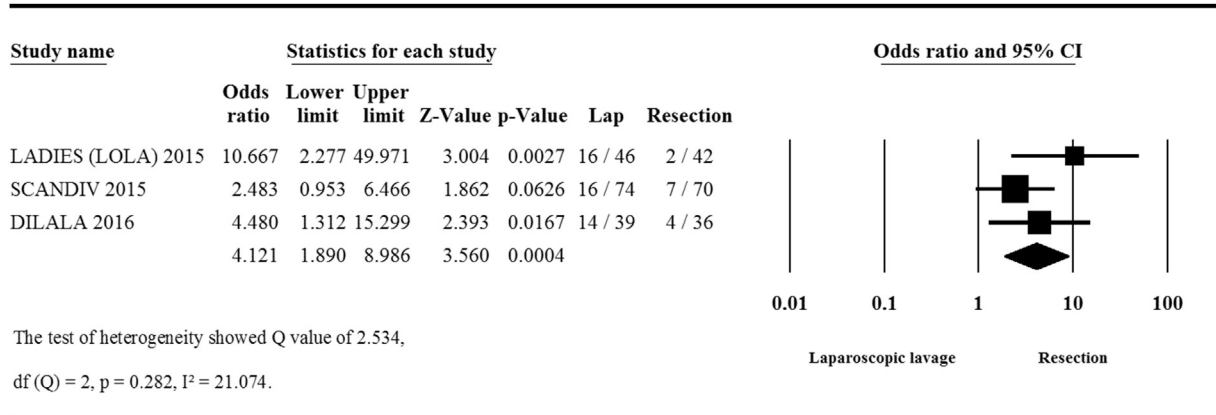 Study name Statistics for each study Odds ratio and 95% CI
Odds Lower Upper
ratio limit limit Z-Value p-Value Lap Resection
LADIES (LOLA) 2015 10.667 2.277 49.971 3.004 0.0027 16 / 46 2 / 42
SCANDIV 2015 2.483 0.953 6.466 1.862 0.0626 16 / 74 7 / 70
DILALA 2016 4.480 1.312 15.299 2.393 0.0167 14 / 39 4 / 36
4.121 1.890 8.986 3.560 0.0004
0.01 0.1 1 10 100
The test of heterogeneity showed Q value of 2.534,
Laparoscopic lavage Resection
df (Q) = 2, p = 0.282, I² = 21.074.